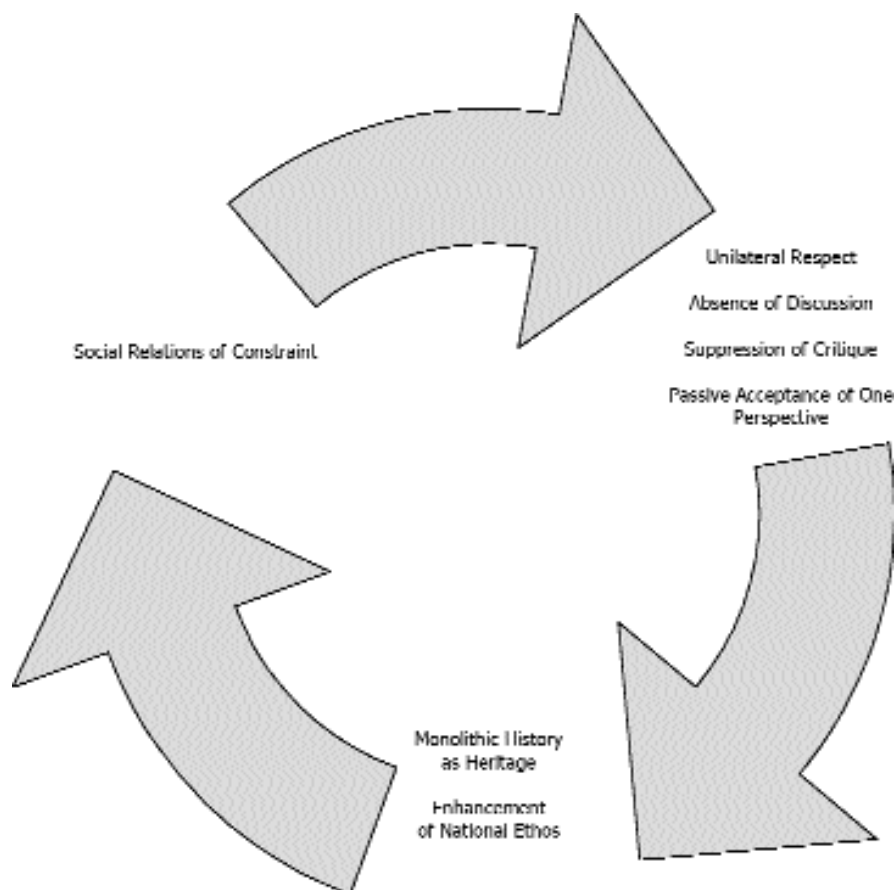 Unilateral Respect
Absence of Discussion
Social Relations of Constraint
Suppression of Critique
Passive Acceptance of One
Perspective
Monolithic History
as Heritage
Enhancement
of National Ethos